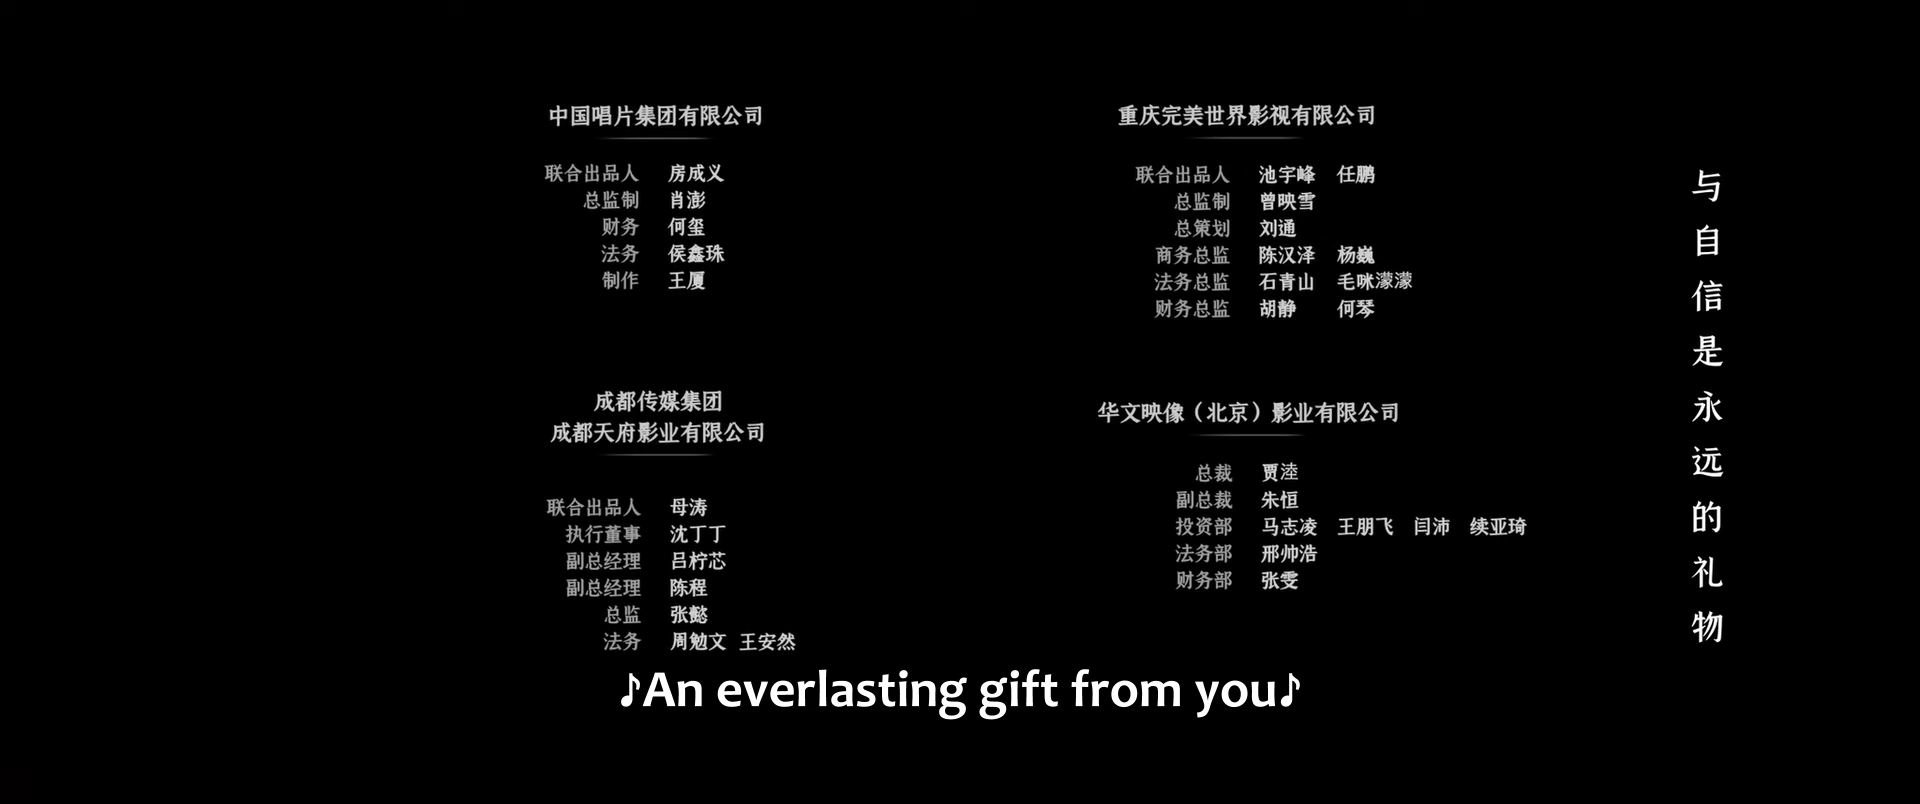 中国唱片集团有限公司
联合出品人 房成义
总监制 肖澎
财务 何玺
法务 侯鑫珠
制作 王厦
重庆完美世界影视有限公司
联合出品人 池宇峰 任鹏
总监制 曾映雪
总策划 刘通
商务总监 陈汉泽 杨巍
法务总监 石青山 毛咪濛濛
财务总监 胡静 何琴
成都传媒集团
成都天府影业有限公司
联合出品人 母涛
执行董事 沈丁丁
副总经理 吕柠芯
副总经理 陈程
总监 张懿
法务 周勉文 王安然
华文映像（北京）影业有限公司
总裁 贾
副总裁 朱恒
投资部 马志凌 王朋飞 闫沛 续亚琦
法务部 邢帅浩
财务部 张雯
与自信是永远的礼物
♪An everlasting gift from you♪